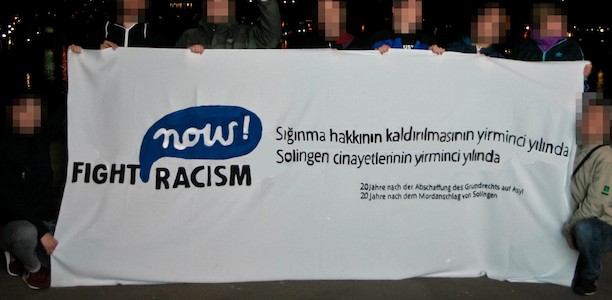 now!
FIGHT RACISM
Sığınma hakkının kaldırılmasının yirminci yılında
Solingen cinayetlerinin yirminci yılında
20 Jahre nach der Abschaffung des Grundrechts auf Asyl
20 Jahre nach dem Mordanschlag von Solingen